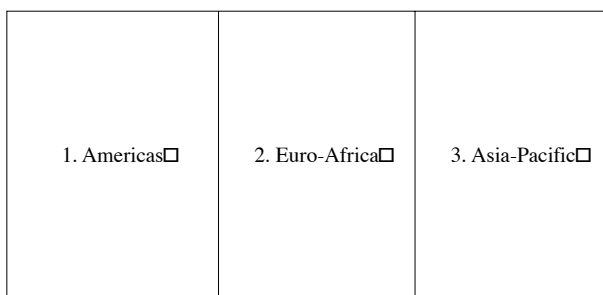 1. Americas□
2. Euro-Africa□
3. Asia-Pacific□